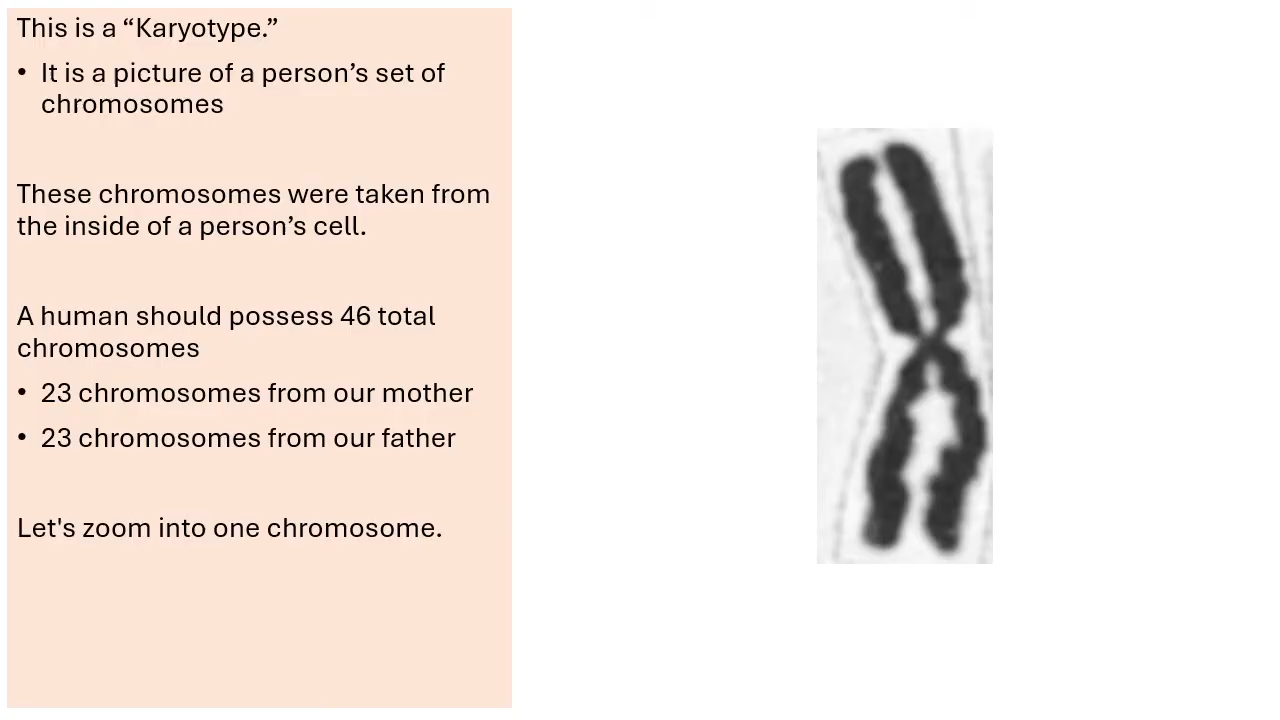 This is a “Karyotype.”
• It is a picture of a person’s set of
chromosomes
These chromosomes were taken from
the inside of a person’s cell.
A human should possess 46 total
chromosomes
• 23 chromosomes from our mother
• 23 chromosomes from our father
Let's zoom into one chromosome.